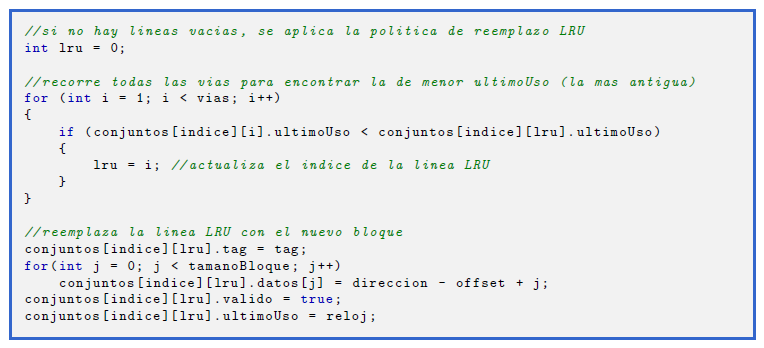 //si no hay lineas vacias, se aplica la politica de reemplazo LRU
int lru = 0;
//recorre todas las vias para encontrar la de menor ultimoUso (la mas antigua)
for (int i = 1; i < vias; i++)
{
    if (conjuntos[indice][i].ultimoUso < conjuntos[indice][lru].ultimoUso)
    {
        lru = i; //actualiza el indice de la linea LRU
    }
}
//reemplaza la linea LRU con el nuevo bloque
conjuntos[indice][lru].tag = tag;
for(int j = 0; j < tamanoBloque; j++)
    conjuntos[indice][lru].datos[j] = direccion - offset + j;
conjuntos[indice][lru].valido = true;
conjuntos[indice][lru].ultimoUso = reloj;